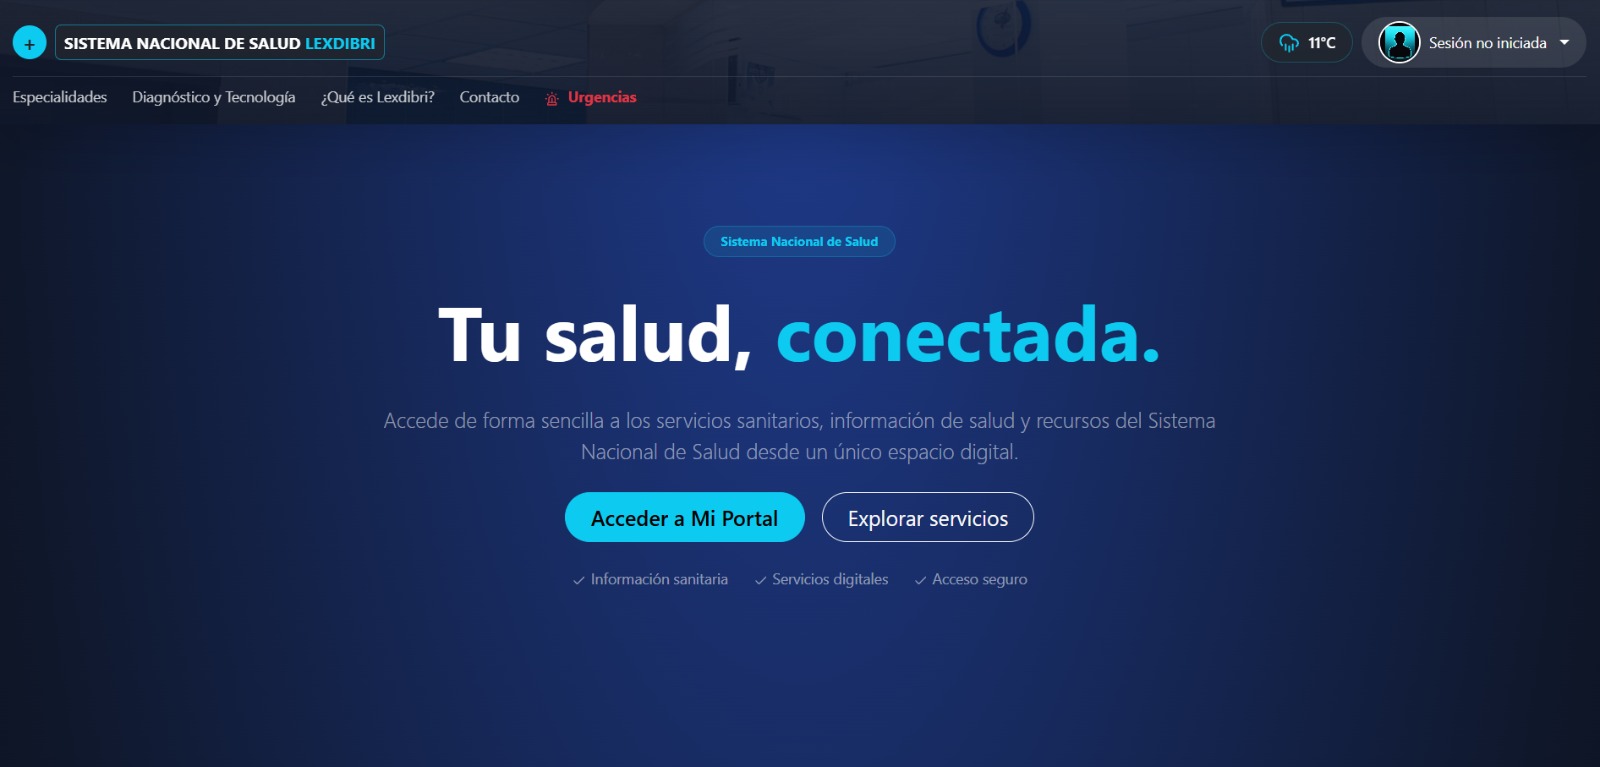 +
SISTEMA NACIONAL DE SALUD LEXDIBRI
11°C
Sesión no iniciada
Especialidades
Diagnóstico y Tecnología
¿Qué es Lexdibri?
Contacto
Urgencias
Sistema Nacional de Salud
Tu salud, conectada.
Accede de forma sencilla a los servicios sanitarios, información de salud y recursos del Sistema
Nacional de Salud desde un único espacio digital.
Acceder a Mi Portal
Explorar servicios
Información sanitaria
Servicios digitales
Acceso seguro